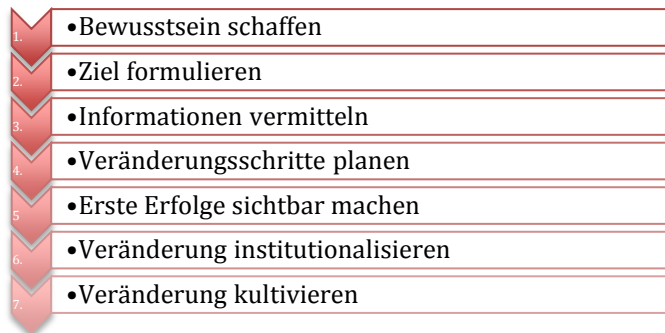 1. •Bewusstsein schaffen
2. •Ziel formulieren
3. •Informationen vermitteln
4. •Veränderungsschritte planen
5 •Erste Erfolge sichtbar machen
6. •Veränderung institutionalisieren
7. •Veränderung kultivieren